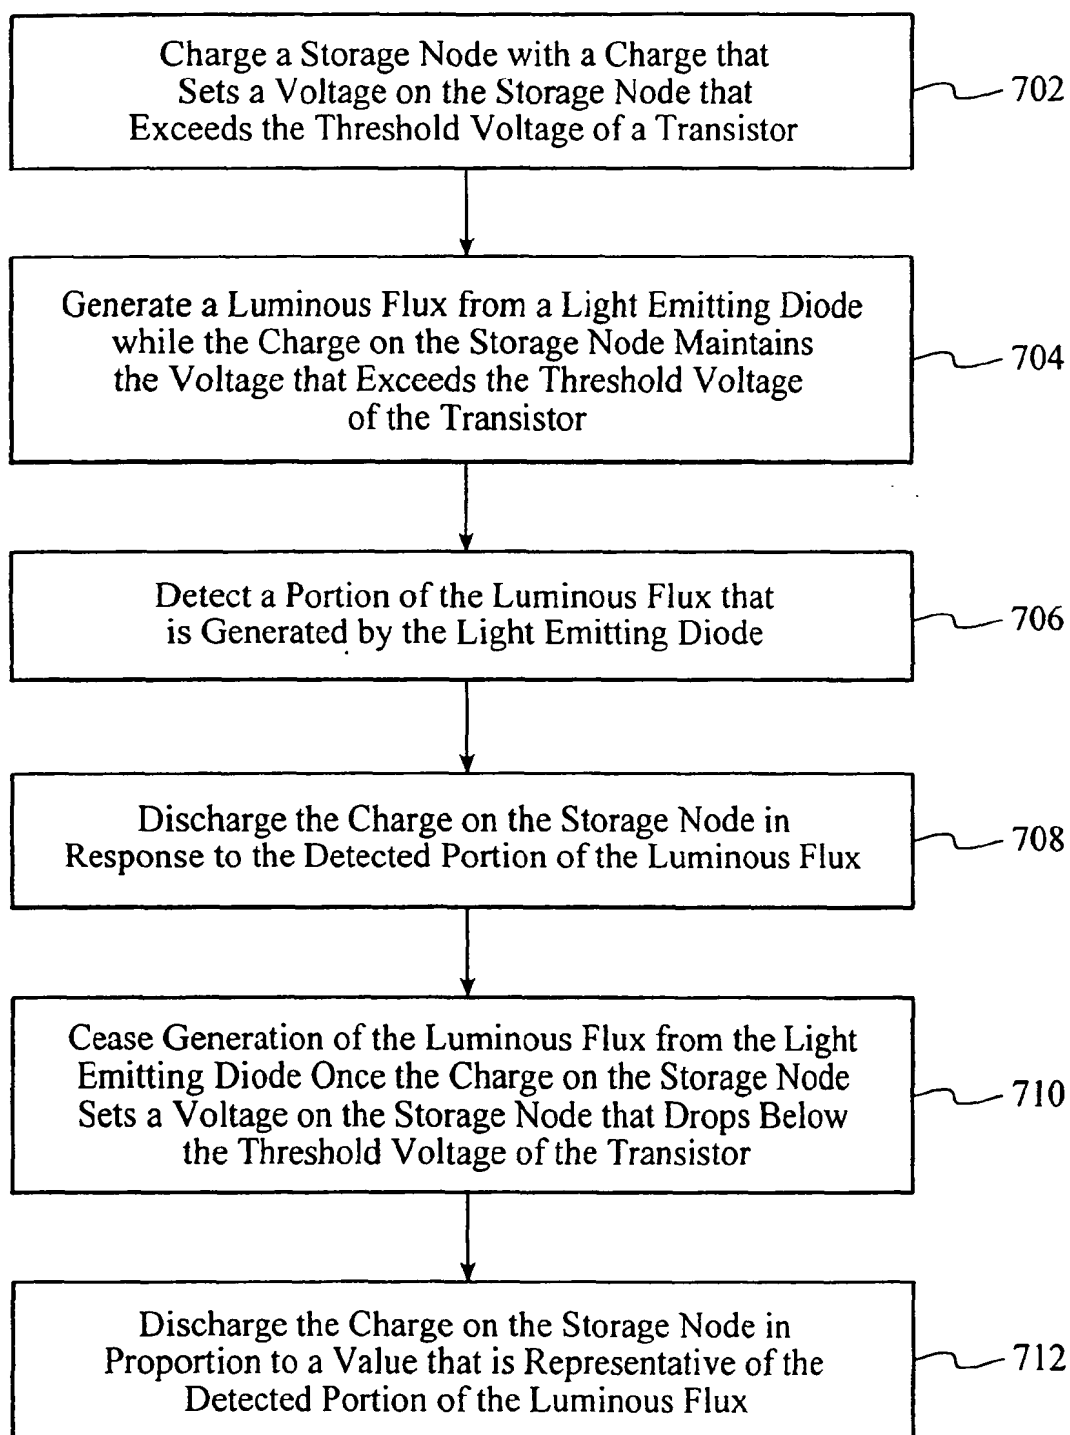 Charge a Storage Node with a Charge that
Sets a Voltage on the Storage Node that
Exceeds the Threshold Voltage of a Transistor
702
Generate a Luminous Flux from a Light Emitting Diode
while the Charge on the Storage Node Maintains
the Voltage that Exceeds the Threshold Voltage
of the Transistor
704
Detect a Portion of the Luminous Flux that
is Generated by the Light Emitting Diode
706
Discharge the Charge on the Storage Node in
Response to the Detected Portion of the Luminous Flux
708
Cease Generation of the Luminous Flux from the Light
Emitting Diode Once the Charge on the Storage Node
Sets a Voltage on the Storage Node that Drops Below
the Threshold Voltage of the Transistor
710
Discharge the Charge on the Storage Node in
Proportion to a Value that is Representative of the
Detected Portion of the Luminous Flux
712